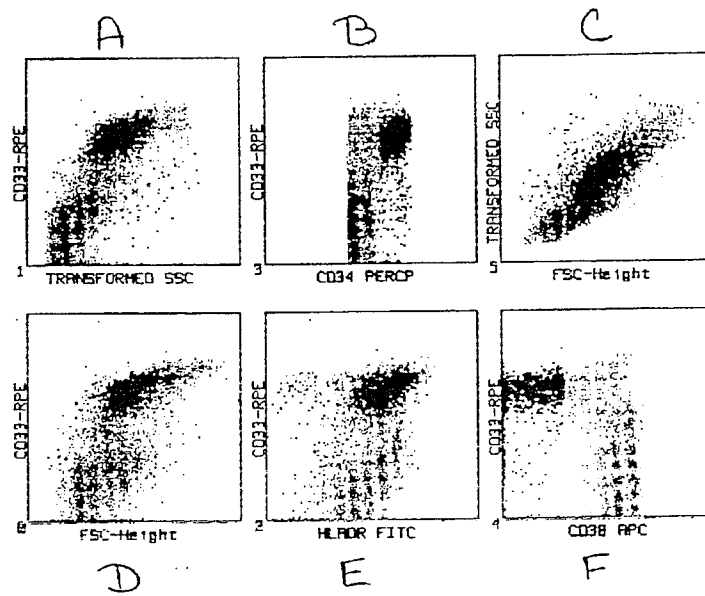 A B C
CD33-RPE
1
TRANSFORMED SSC
CD33-RPE
3
CD34 PERCP
TRANSFORMED SSC
5
FSC-Height
CD33-RPE
FSC-Height
CD33-RPE
2
HLADR FITC
CD33-RPE
4
CD38 APC
D E F